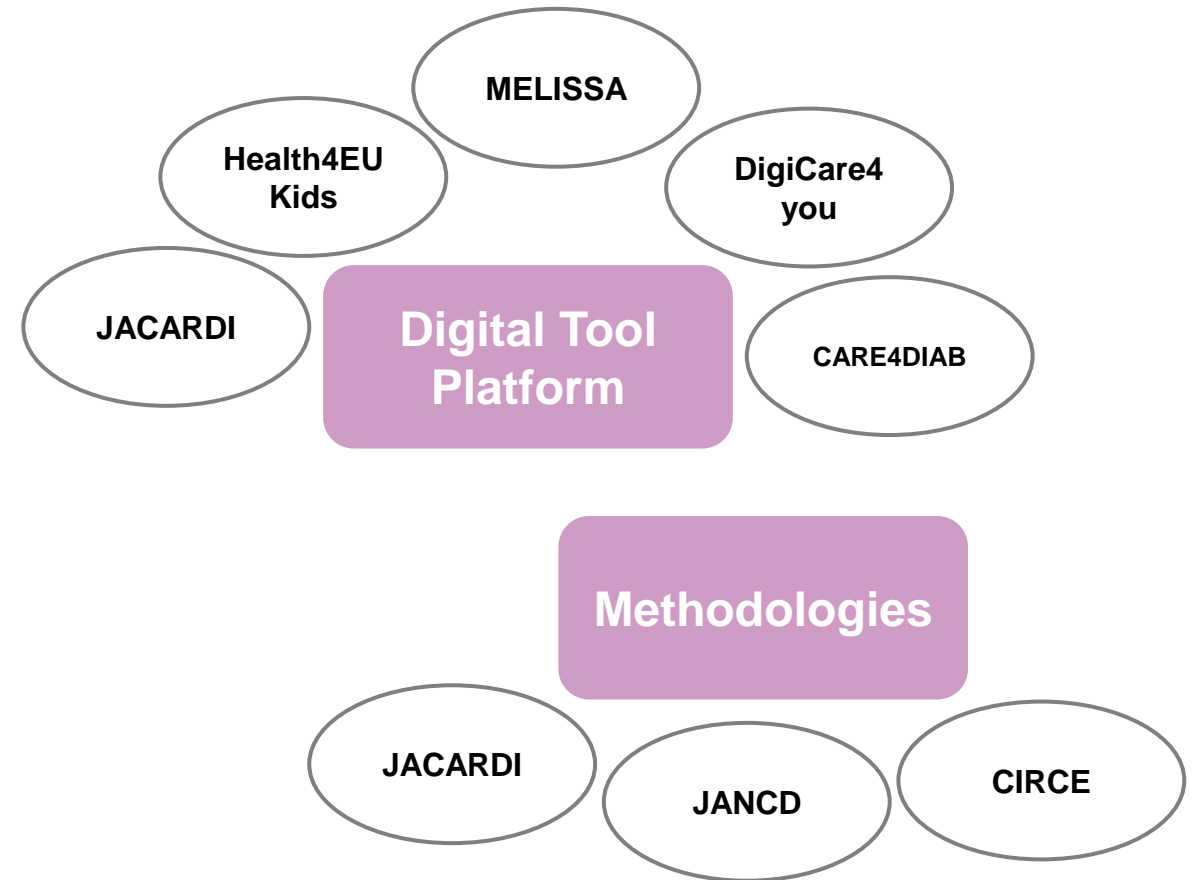 MELISSA
Health4EU
Kids
DigiCare4
you
JACARDI
Digital Tool
Platform
CARE4DIAB
Methodologies
JACARDI
JANCD
CIRCE